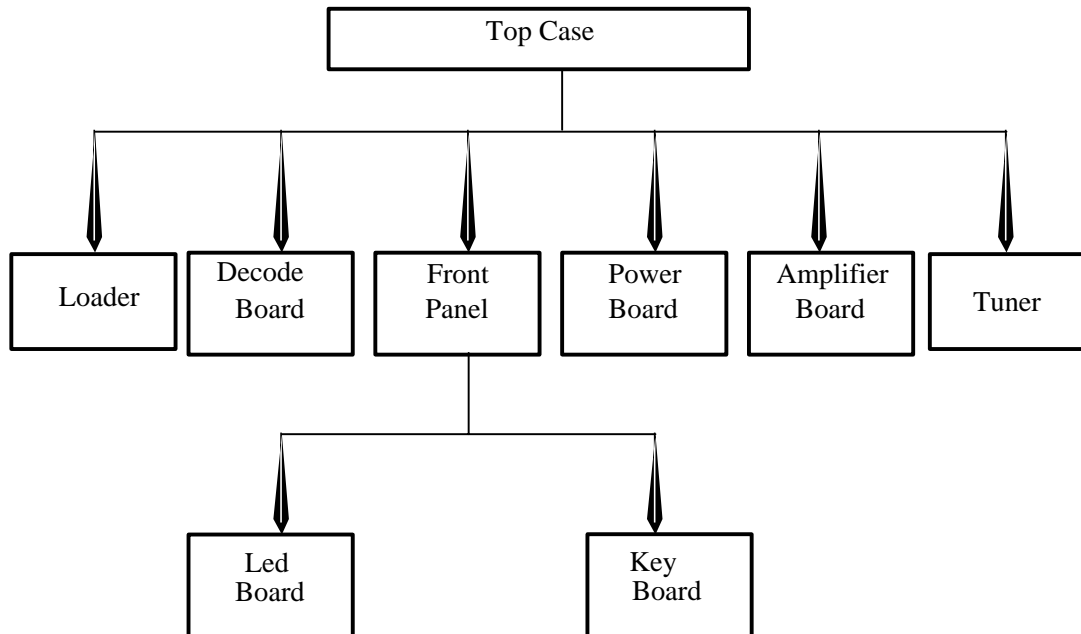 Top Case
Loader
Decode
Board
Front
Panel
Power
Board
Amplifier
Board
Tuner
Led
Board
Key
Board